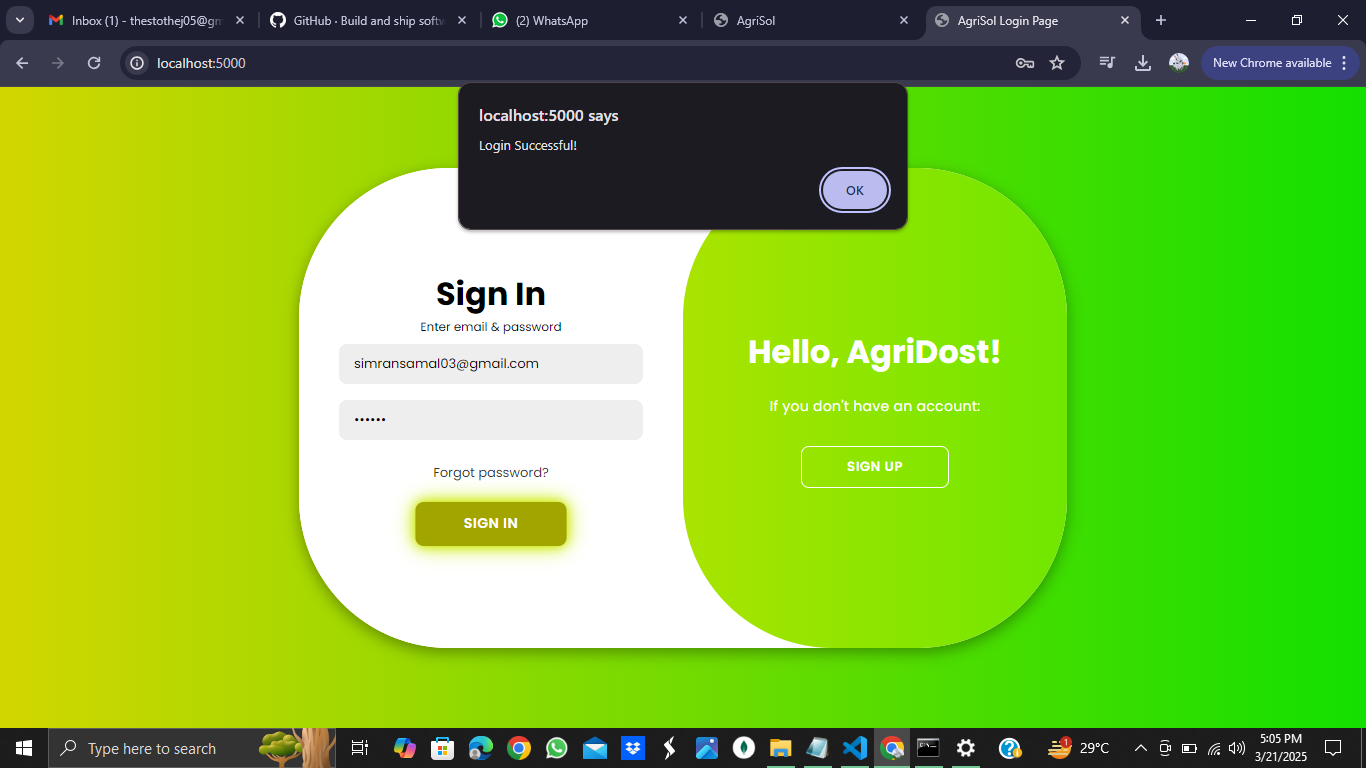 Inbox (1) - thestothej05@gm
GitHub · Build and ship softw
(2) WhatsApp
AgriSol
AgriSol Login Page
localhost:5000
New Chrome available
localhost:5000 says
Login Successful!
OK
Sign In
Enter email & password
simransamal03@gmail.com
••••••
Forgot password?
SIGN IN
Hello, AgriDost!
If you don't have an account:
SIGN UP
Type here to search
1
29°C
5:05 PM
3/21/2025